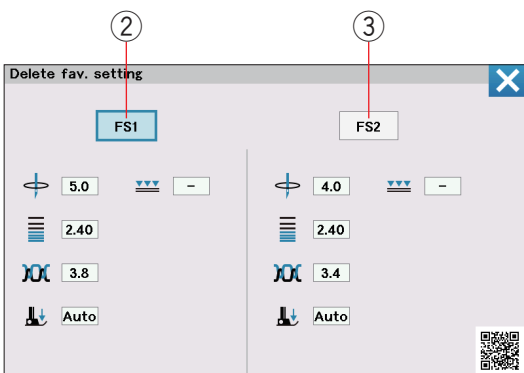 ② ③
Delete fav. setting
FS1 FS2
5.0 - 4.0 -
2.40 2.40
3.8 3.4
Auto Auto